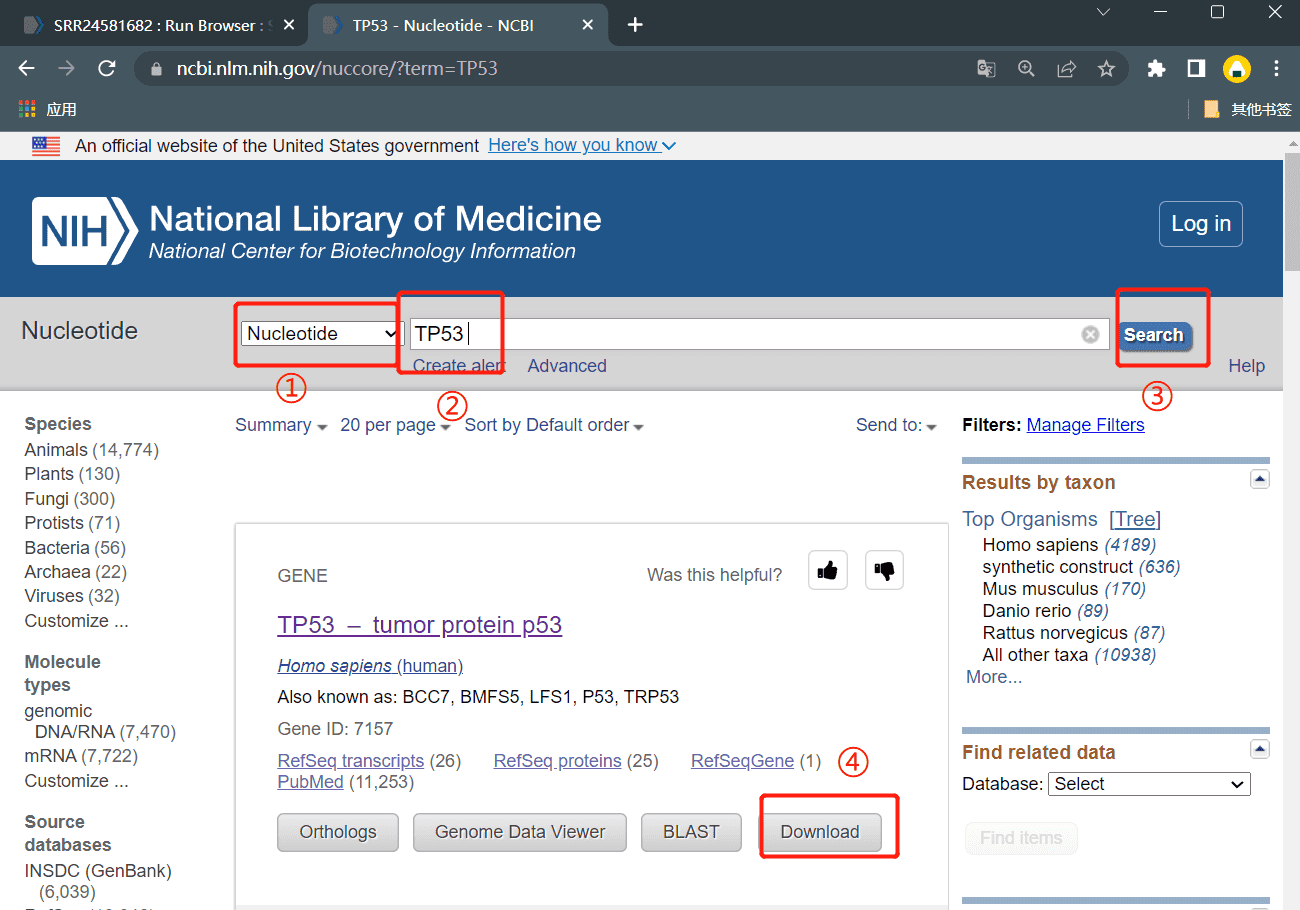 SRR24581682 : Run Browser :
TP53 - Nucleotide - NCBI
ncbi.nlm.nih.gov/nuccore/?term=TP53
应用
其他书签
An official website of the United States government Here's how you know
NIH National Library of Medicine
National Center for Biotechnology Information
Log in
Nucleotide
Nucleotide
TP53
Search
Create alert Advanced
Help
①
②
③
Species
Animals (14,774)
Plants (130)
Fungi (300)
Protists (71)
Bacteria (56)
Archaea (22)
Viruses (32)
Customize ...
Molecule
types
genomic
DNA/RNA (7,470)
mRNA (7,722)
Customize ...
Source
databases
INSDC (GenBank)
(6,039)
Summary 20 per page Sort by Default order
Send to:
GENE
Was this helpful?
TP53 – tumor protein p53
Homo sapiens (human)
Also known as: BCC7, BMFS5, LFS1, P53, TRP53
Gene ID: 7157
RefSeq transcripts (26) RefSeq proteins (25) RefSeqGene (1) ④
PubMed (11,253)
Orthologs Genome Data Viewer BLAST Download
Filters: Manage Filters
Results by taxon
Top Organisms [Tree]
Homo sapiens (4189)
synthetic construct (636)
Mus musculus (170)
Danio rerio (89)
Rattus norvegicus (87)
All other taxa (10938)
More...
Find related data
Database: Select
Find items